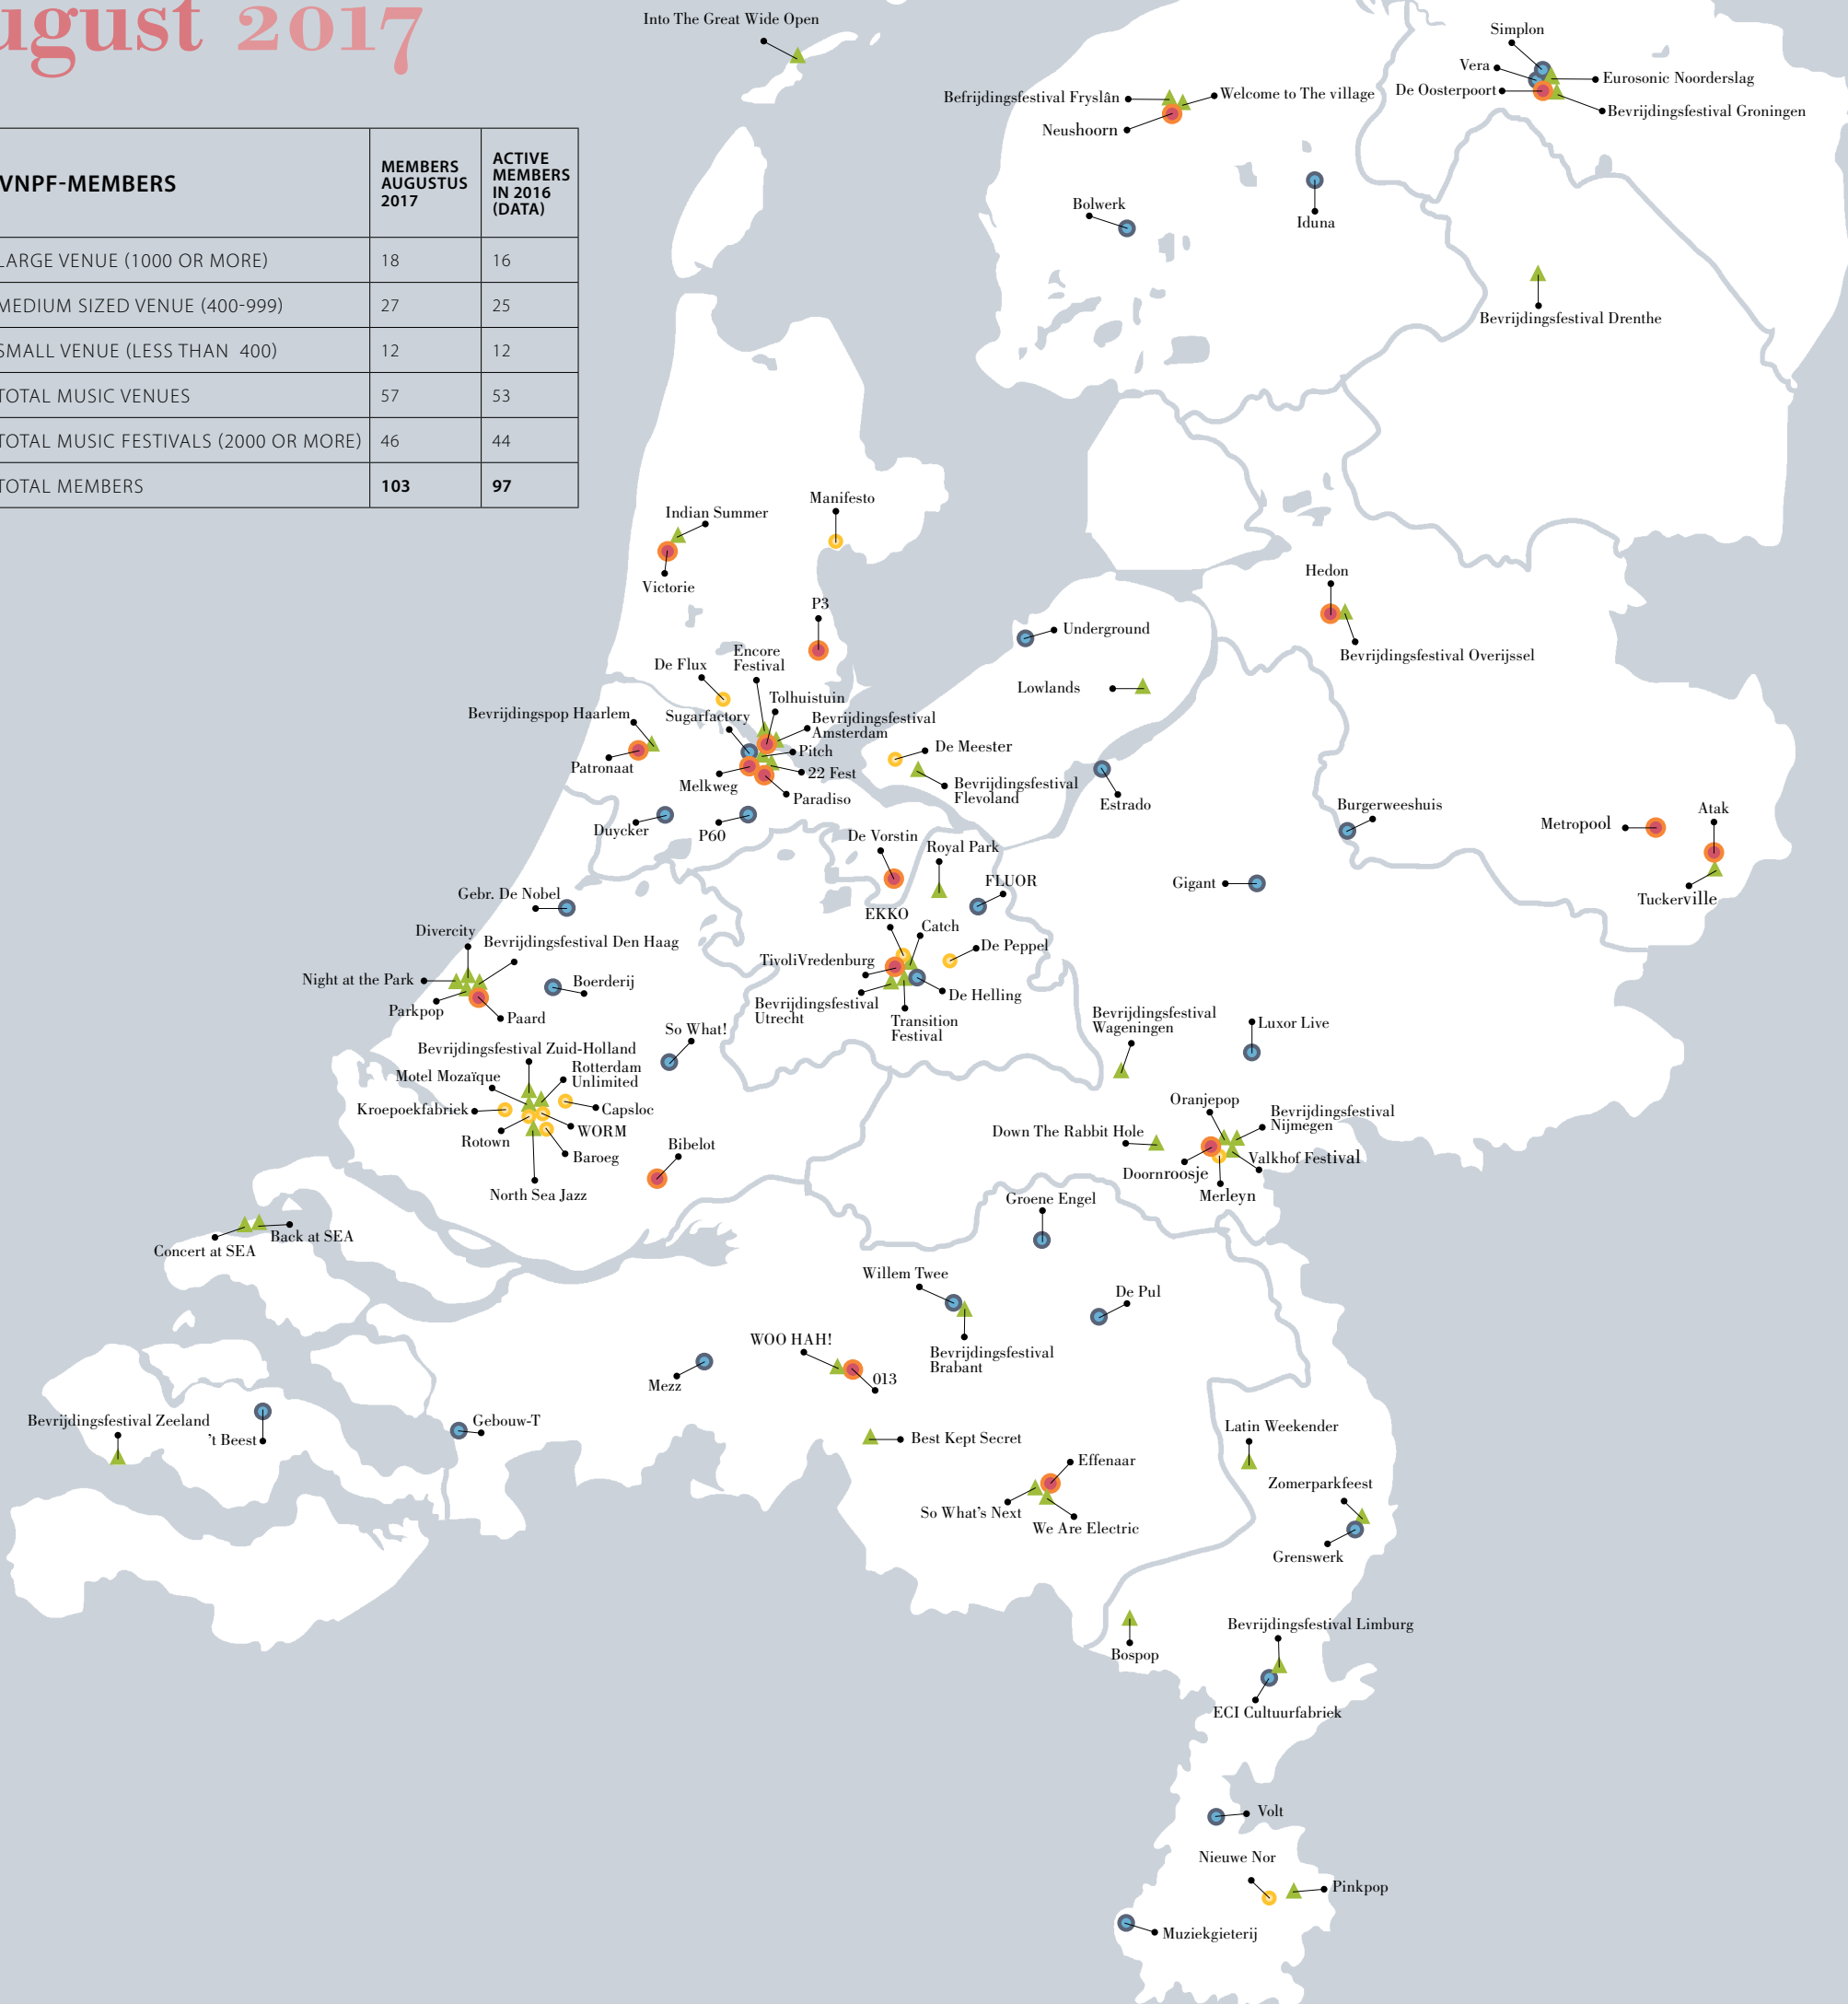 ugust 2017
VNPF-MEMBERS
MEMBERS
AUGUSTUS
2017
ACTIVE
MEMBERS
IN 2016
(DATA)
LARGE VENUE (1000 OR MORE) 18 16
MEDIUM SIZED VENUE (400-999) 27 25
SMALL VENUE (LESS THAN 400) 12 12
TOTAL MUSIC VENUES 57 53
TOTAL MUSIC FESTIVALS (2000 OR MORE) 46 44
TOTAL MEMBERS 103 97
Into The Great Wide Open
Simplon
Vera
Eurosonic Noorderslag
De Oosterpoort
Bevrijdingsfestival Groningen
Befrijdingsfestival Fryslân
Welcome to The village
Neushoorn
Bolwerk
Iduna
Bevrijdingsfestival Drenthe
Manifesto
Indian Summer
Victorie
Hedon
Bevrijdingsfestival Overijssel
P3
Underground
Lowlands
Encore
Festival
De Flux
Tolhuistuin
Bevrijdingspop Haarlem
Sugarfactory
Bevrijdingsfestival
Amsterdam
Pitch
Patronaat
22 Fest
Melkweg
Paradiso
De Meester
Bevrijdingsfestival
Flevoland
Estrado
Burgerweeshuis
Metropool
Atak
Tuckerville
Duycker
P60
De Vorstin
Royal Park
FLUOR
Gigant
Gebr. De Nobel
EKKO
Catch
De Peppel
Divercity
Bevrijdingsfestival Den Haag
TivoliVredenburg
Night at the Park
Boerderij
De Helling
Parkpop
Paard
Bevrijdingsfestival
Utrecht
Transition
Festival
Bevrijdingsfestival
Wageningen
Luxor Live
So What!
Bevrijdingsfestival Zuid-Holland
Rotterdam
Unlimited
Motel Mozaïque
Kroepoekfabriek
Capsloc
Rotown
WORM
Baroeg
Bibelot
North Sea Jazz
Oranjepop
Bevrijdingsfestival
Nijmegen
Down The Rabbit Hole
Valkhof Festival
Doornroosje
Merleyn
Groene Engel
Back at SEA
Concert at SEA
Willem Twee
De Pul
WOO HAH!
Bevrijdingsfestival
Brabant
Mezz
013
Bevrijdingsfestival Zeeland
't Beest
Gebouw-T
Best Kept Secret
Latin Weekender
Effenaar
Zomerparkfeest
So What's Next
We Are Electric
Grenswerk
Bospop
Bevrijdingsfestival Limburg
ECI Cultuurfabriek
Volt
Nieuwe Nor
Pinkpop
Muziekgieterij